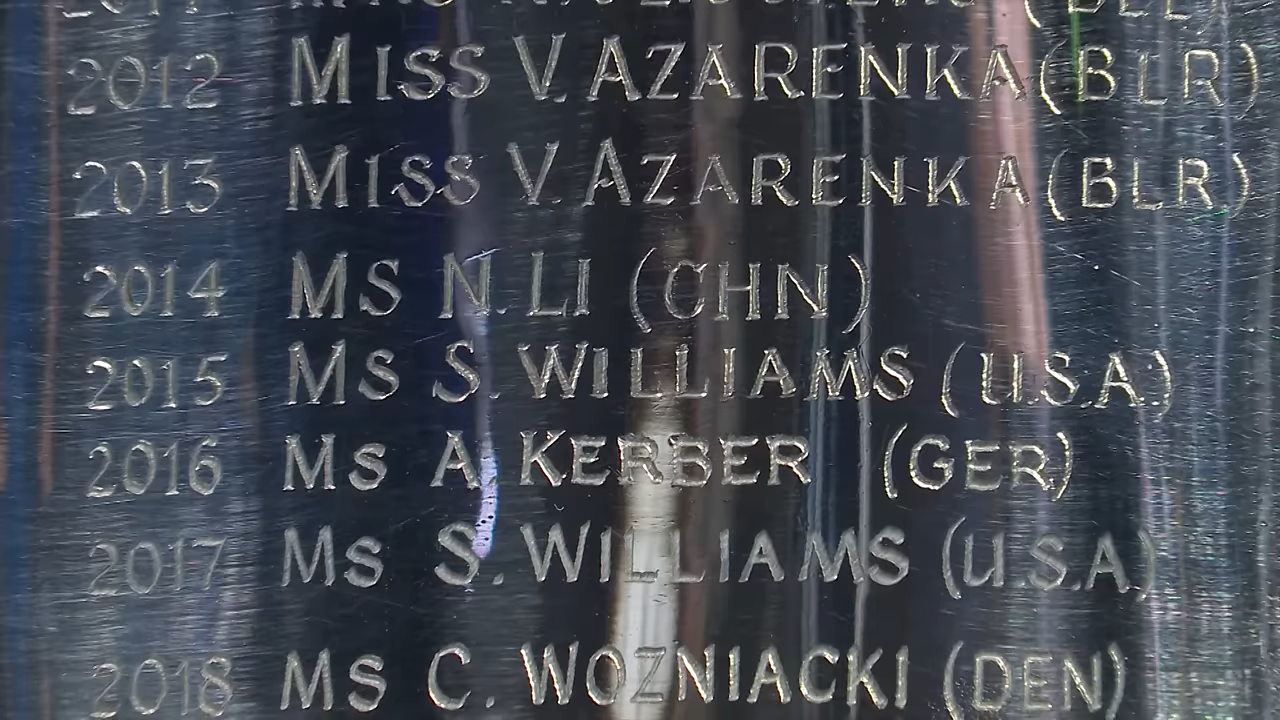 2012 MISS V. AZARENKA (BLR)
2013 MISS V. AZARENKA (BLR)
2014 MS N. LI (CHN)
2015 MS S. WILLIAMS (U.S.A.)
2016 MS A. KERBER (GER)
2017 MS S. WILLIAMS (U.S.A.)
2018 MS C. WOZNIACKI (DEN)